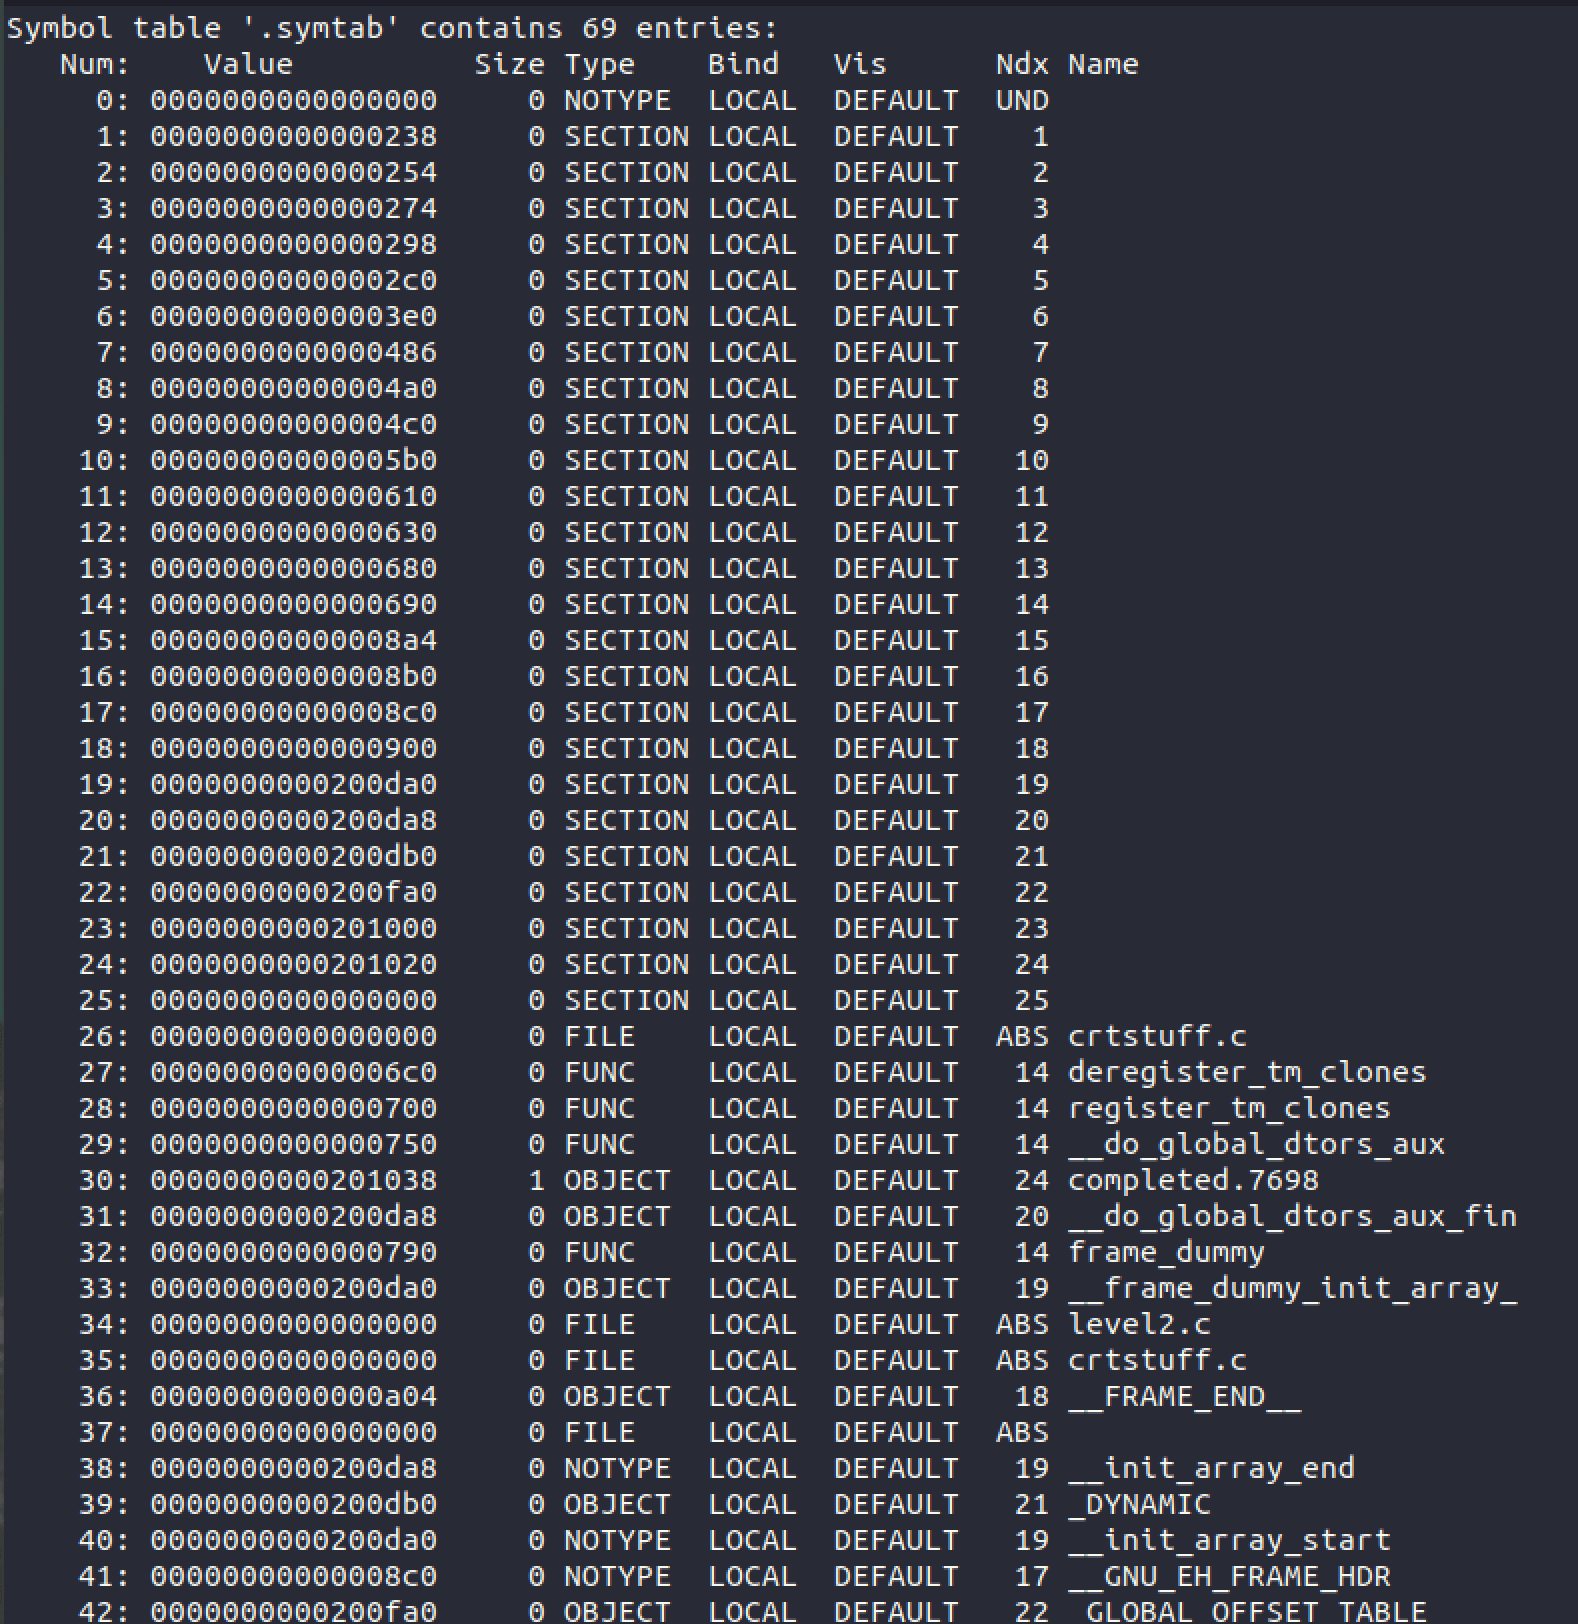 Symbol table '.symtab' contains 69 entries:
   Num:    Value          Size Type    Bind   Vis      Ndx Name
     0: 0000000000000000     0 NOTYPE  LOCAL  DEFAULT  UND
     1: 0000000000000238     0 SECTION LOCAL  DEFAULT    1
     2: 0000000000000254     0 SECTION LOCAL  DEFAULT    2
     3: 0000000000000274     0 SECTION LOCAL  DEFAULT    3
     4: 0000000000000298     0 SECTION LOCAL  DEFAULT    4
     5: 00000000000002c0     0 SECTION LOCAL  DEFAULT    5
     6: 00000000000003e0     0 SECTION LOCAL  DEFAULT    6
     7: 0000000000000486     0 SECTION LOCAL  DEFAULT    7
     8: 00000000000004a0     0 SECTION LOCAL  DEFAULT    8
     9: 00000000000004c0     0 SECTION LOCAL  DEFAULT    9
    10: 00000000000005b0     0 SECTION LOCAL  DEFAULT   10
    11: 0000000000000610     0 SECTION LOCAL  DEFAULT   11
    12: 0000000000000630     0 SECTION LOCAL  DEFAULT   12
    13: 0000000000000680     0 SECTION LOCAL  DEFAULT   13
    14: 0000000000000690     0 SECTION LOCAL  DEFAULT   14
    15: 00000000000008a4     0 SECTION LOCAL  DEFAULT   15
    16: 00000000000008b0     0 SECTION LOCAL  DEFAULT   16
    17: 00000000000008c0     0 SECTION LOCAL  DEFAULT   17
    18: 0000000000000900     0 SECTION LOCAL  DEFAULT   18
    19: 0000000000200da0     0 SECTION LOCAL  DEFAULT   19
    20: 0000000000200da8     0 SECTION LOCAL  DEFAULT   20
    21: 0000000000200db0     0 SECTION LOCAL  DEFAULT   21
    22: 0000000000200fa0     0 SECTION LOCAL  DEFAULT   22
    23: 0000000000201000     0 SECTION LOCAL  DEFAULT   23
    24: 0000000000201020     0 SECTION LOCAL  DEFAULT   24
    25: 0000000000000000     0 SECTION LOCAL  DEFAULT   25
    26: 0000000000000000     0 FILE    LOCAL  DEFAULT  ABS crtstuff.c
    27: 00000000000006c0     0 FUNC    LOCAL  DEFAULT   14 deregister_tm_clones
    28: 0000000000000700     0 FUNC    LOCAL  DEFAULT   14 register_tm_clones
    29: 0000000000000750     0 FUNC    LOCAL  DEFAULT   14 __do_global_dtors_aux
    30: 0000000000201038     1 OBJECT  LOCAL  DEFAULT   24 completed.7698
    31: 0000000000200da8     0 OBJECT  LOCAL  DEFAULT   20 __do_global_dtors_aux_fin
    32: 0000000000000790     0 FUNC    LOCAL  DEFAULT   14 frame_dummy
    33: 0000000000200da0     0 OBJECT  LOCAL  DEFAULT   19 __frame_dummy_init_array_
    34: 0000000000000000     0 FILE    LOCAL  DEFAULT  ABS level2.c
    35: 0000000000000000     0 FILE    LOCAL  DEFAULT  ABS crtstuff.c
    36: 0000000000000a04     0 OBJECT  LOCAL  DEFAULT   18 __FRAME_END__
    37: 0000000000000000     0 FILE    LOCAL  DEFAULT  ABS
    38: 0000000000200da8     0 NOTYPE  LOCAL  DEFAULT   19 __init_array_end
    39: 0000000000200db0     0 OBJECT  LOCAL  DEFAULT   21 _DYNAMIC
    40: 0000000000200da0     0 NOTYPE  LOCAL  DEFAULT   19 __init_array_start
    41: 00000000000008c0     0 NOTYPE  LOCAL  DEFAULT   17 __GNU_EH_FRAME_HDR
    42: 0000000000200fa0     0 OBJECT  LOCAL  DEFAULT   22 _GLOBAL_OFFSET_TABLE_